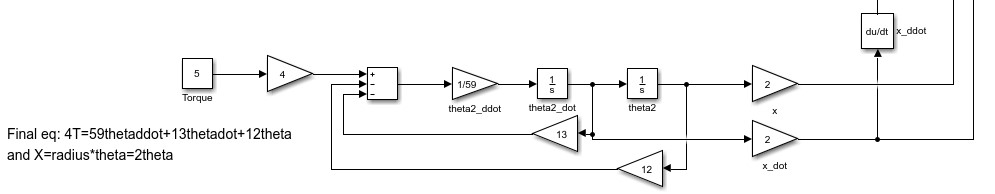 du/dt
x_ddot
5
4
+
−
−
1/59
1
s
1
s
2
Torque
theta2_ddot
theta2_dot
theta2
x
Final eq: 4T=59thetaddot+13thetadot+12theta
and X=radius*theta=2theta
13
2
12
x_dot